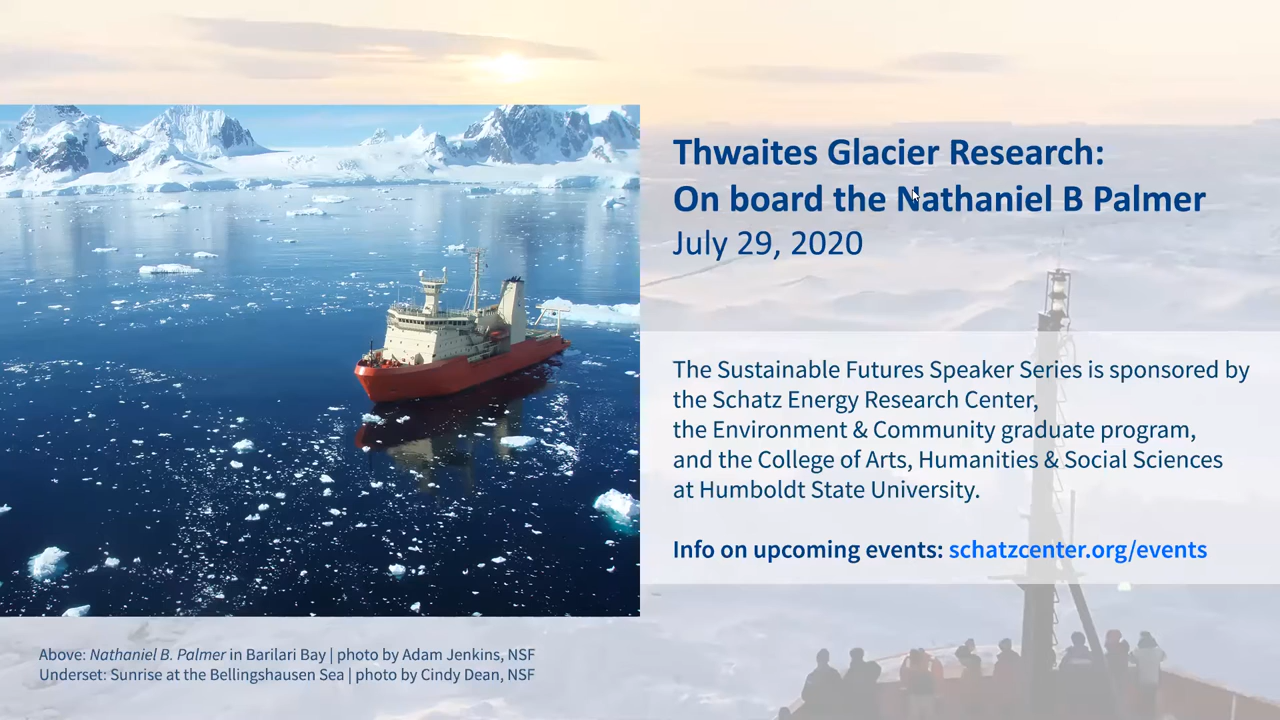 Thwaites Glacier Research:
On board the Nathaniel B Palmer
July 29, 2020
The Sustainable Futures Speaker Series is sponsored by
the Schatz Energy Research Center,
the Environment & Community graduate program,
and the College of Arts, Humanities & Social Sciences
at Humboldt State University.
Info on upcoming events: schatzcenter.org/events
Above: Nathaniel B. Palmer in Barilari Bay | photo by Adam Jenkins, NSF
Underset: Sunrise at the Bellingshausen Sea | photo by Cindy Dean, NSF